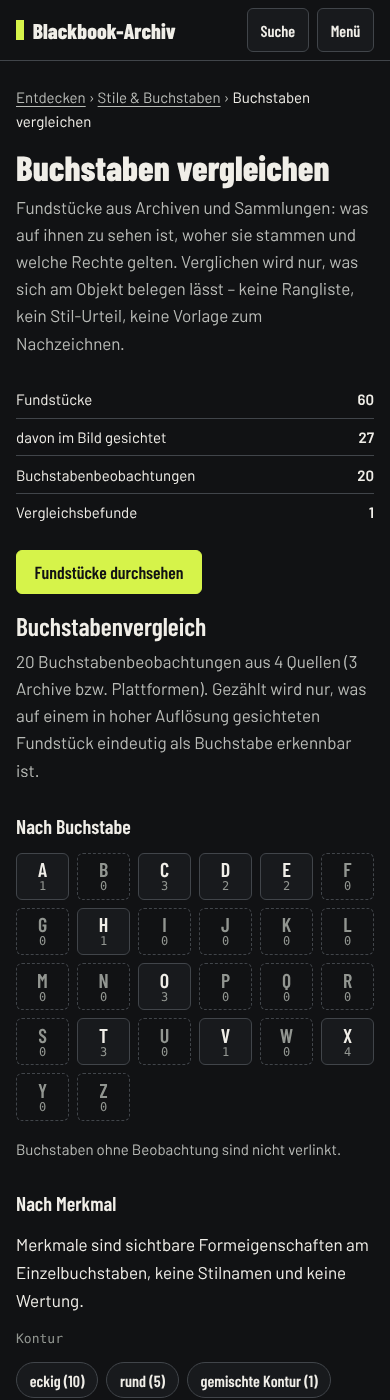 Blackbook-Archiv
Suche
Menü
Entdecken › Stile & Buchstaben › Buchstaben
vergleichen
Buchstaben vergleichen
Fundstücke aus Archiven und Sammlungen: was
auf ihnen zu sehen ist, woher sie stammen und
welche Rechte gelten. Verglichen wird nur, was
sich am Objekt belegen lässt – keine Rangliste,
kein Stil-Urteil, keine Vorlage zum
Nachzeichnen.
Fundstücke 60
davon im Bild gesichtet 27
Buchstabenbeobachtungen 20
Vergleichsbefunde 1
Fundstücke durchsehen
Buchstabenvergleich
20 Buchstabenbeobachtungen aus 4 Quellen (3
Archive bzw. Plattformen). Gezählt wird nur, was
auf einem in hoher Auflösung gesichteten
Fundstück eindeutig als Buchstabe erkennbar
ist.
Nach Buchstabe
A B C D E F
1 0 3 2 2 0
G H I J K L
0 1 0 0 0 0
M N O P Q R
0 0 3 0 0 0
S T U V W X
0 3 0 1 0 4
Y Z
0 0
Buchstaben ohne Beobachtung sind nicht verlinkt.
Nach Merkmal
Merkmale sind sichtbare Formeigenschaften am
Einzelbuchstaben, keine Stilnamen und keine
Wertung.
Kontur
eckig (10) rund (5) gemischte Kontur (1)